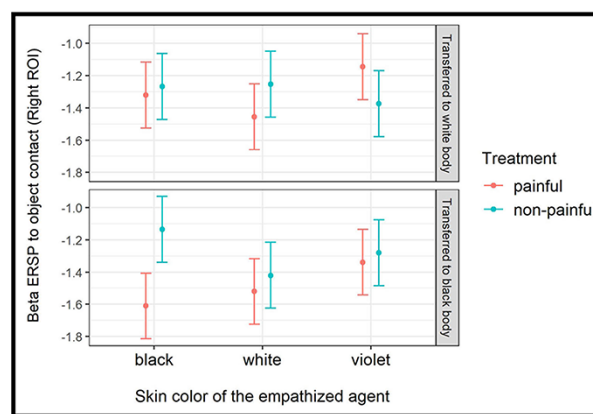 Beta ERSP to object contact (Right ROI)
-1.0
-1.2
-1.4
-1.6
-1.8
Transferred to white body
-1.0
-1.2
-1.4
-1.6
-1.8
Transferred to black body
black white violet
Skin color of the empathized agent
Treatment
painful
non-painfu